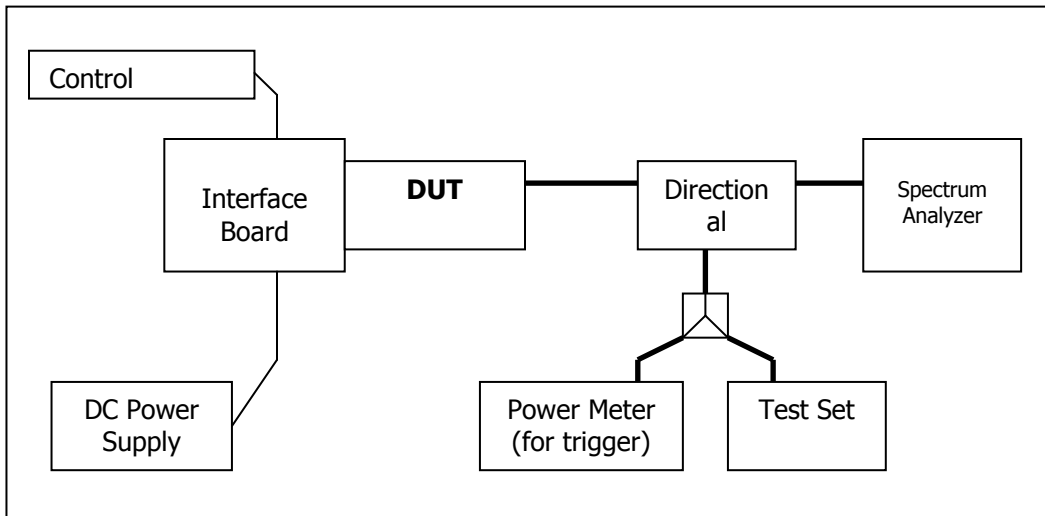 Control
Interface
Board
DUT
Direction
al
Spectrum
Analyzer
DC Power
Supply
Power Meter
(for trigger)
Test Set